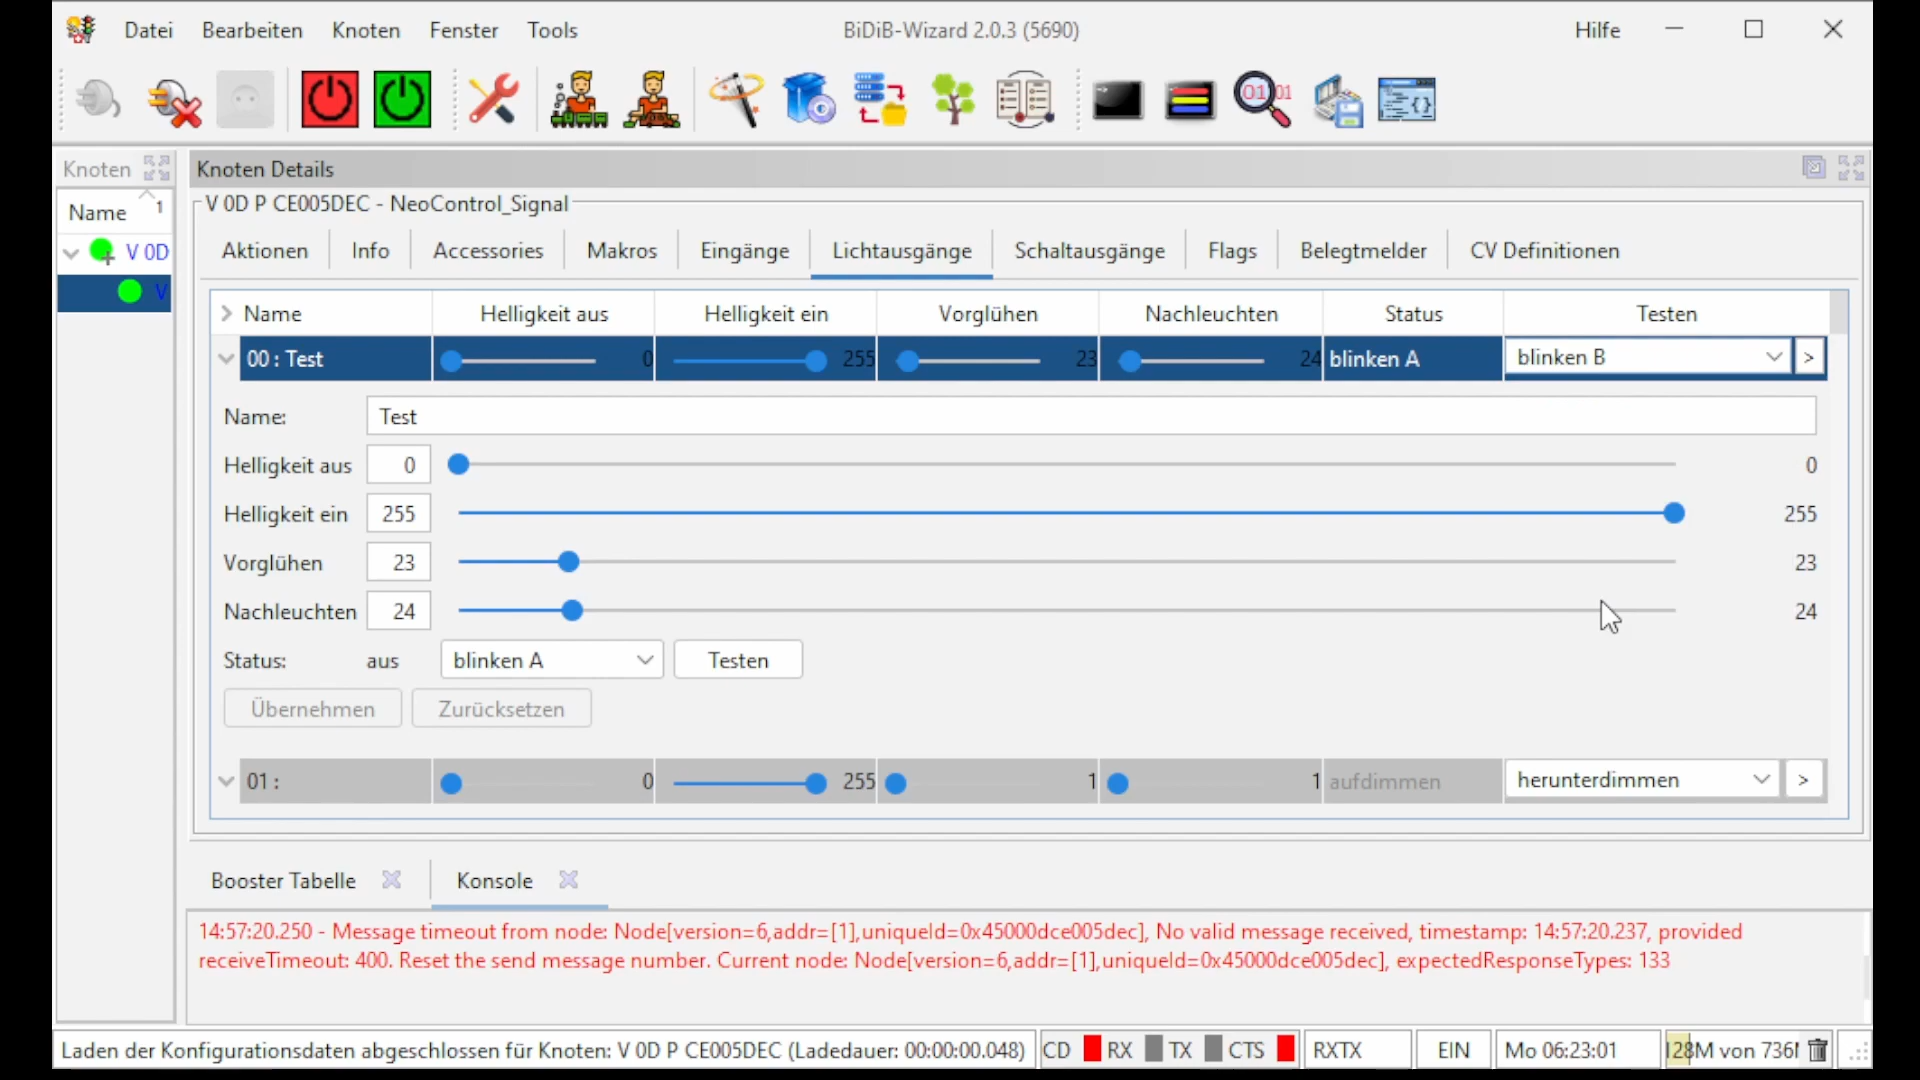 Datei Bearbeiten Knoten Fenster Tools BiDiB-Wizard 2.0.3 (5690) Hilfe
Knoten
Name 1
V 0D
V
Knoten Details
V 0D P CE005DEC - NeoControl_Signal
Aktionen Info Accessories Makros Eingänge Lichtausgänge Schaltausgänge Flags Belegtmelder CV Definitionen
Name Helligkeit aus Helligkeit ein Vorglühen Nachleuchten Status Testen
00 : Test 0 255 23 24 blinken A blinken B >
Name: Test
Helligkeit aus 0 0
Helligkeit ein 255 255
Vorglühen 23 23
Nachleuchten 24 24
Status: aus blinken A Testen
Übernehmen Zurücksetzen
01 : 0 255 1 1 aufdimmen herunterdimmen >
Booster Tabelle Konsole
14:57:20.250 - Message timeout from node: Node[version=6,addr=[1],uniqueId=0x45000dce005dec], No valid message received, timestamp: 14:57:20.237, provided
receiveTimeout: 400. Reset the send message number. Current node: Node[version=6,addr=[1],uniqueId=0x45000dce005dec], expectedResponseTypes: 133
Laden der Konfigurationsdaten abgeschlossen für Knoten: V 0D P CE005DEC (Ladedauer: 00:00:00.048) CD RX TX CTS RXTX EIN Mo 06:23:01 128M von 736